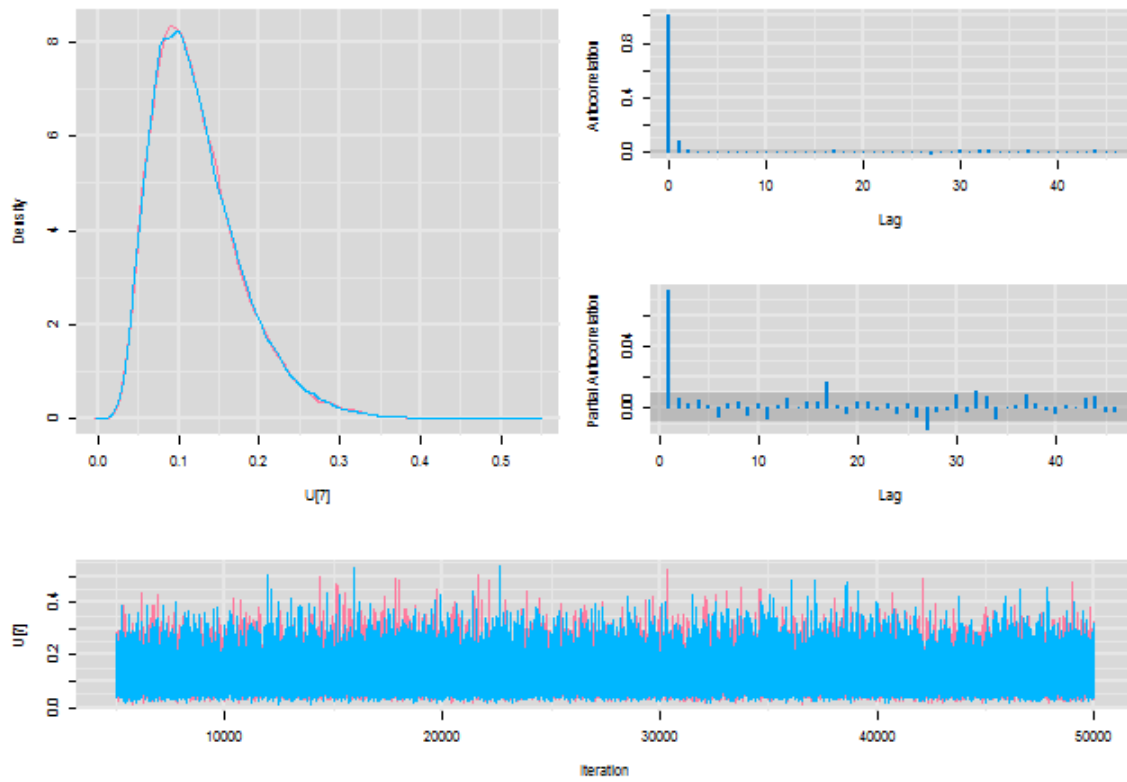 Density
8
6
4
2
0
0.0 0.1 0.2 0.3 0.4 0.5
U[7]
Autocorrelation
0.8
0.4
0.0
0 10 20 30 40
Lag
Partial Autocorrelation
0.04
0.00
0 10 20 30 40
Lag
U[7]
0.4
0.2
0.0
10000 20000 30000 40000 50000
Iteration